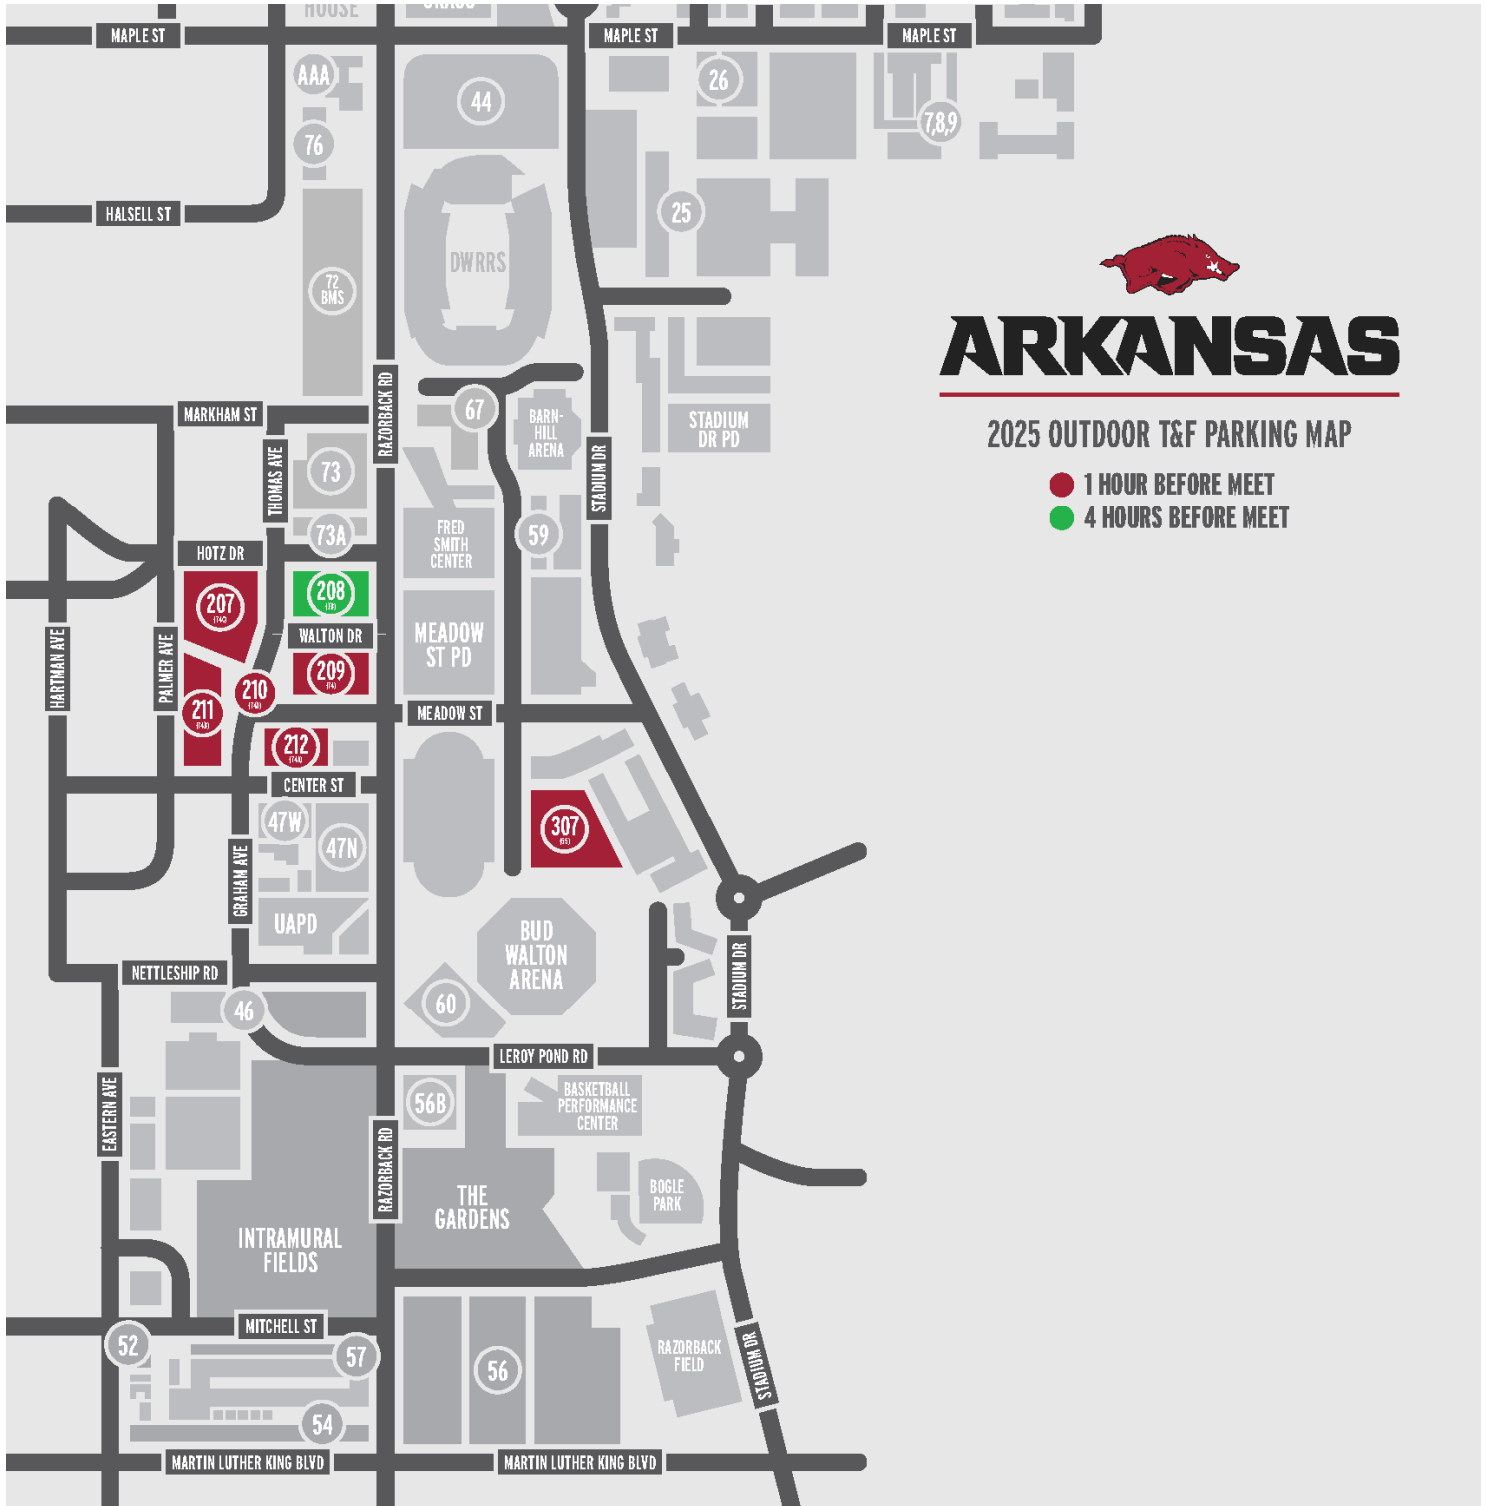 HOUSE
MAPLE ST
MAPLE ST
MAPLE ST
AAA
44
26
7,8,9
76
HALSELL ST
25
DWRRS
72
BMS
ARKANSAS
2025 OUTDOOR T&F PARKING MAP
1 HOUR BEFORE MEET
4 HOURS BEFORE MEET
MARKHAM ST
RAZORBACK RD
67
BARN-
HILL
ARENA
STADIUM
DR PD
STADIUM DR
THOMAS AVE
73
73A
FRED
SMITH
CENTER
59
HOTZ DR
207
208
WALTON DR
MEADOW
ST PD
HARTMAN AVE
PALMER AVE
209
210
211
MEADOW ST
212
CENTER ST
47W
47N
307
GRAHAM AVE
UAPD
BUD
WALTON
ARENA
STADIUM DR
NETTLESHIP RD
46
60
LEROY POND RD
EASTERN AVE
56B
BASKETBALL
PERFORMANCE
CENTER
RAZORBACK RD
THE
GARDENS
BOGLE
PARK
INTRAMURAL
FIELDS
MITCHELL ST
52
57
56
RAZORBACK
FIELD
STADIUM DR
54
MARTIN LUTHER KING BLVD
MARTIN LUTHER KING BLVD